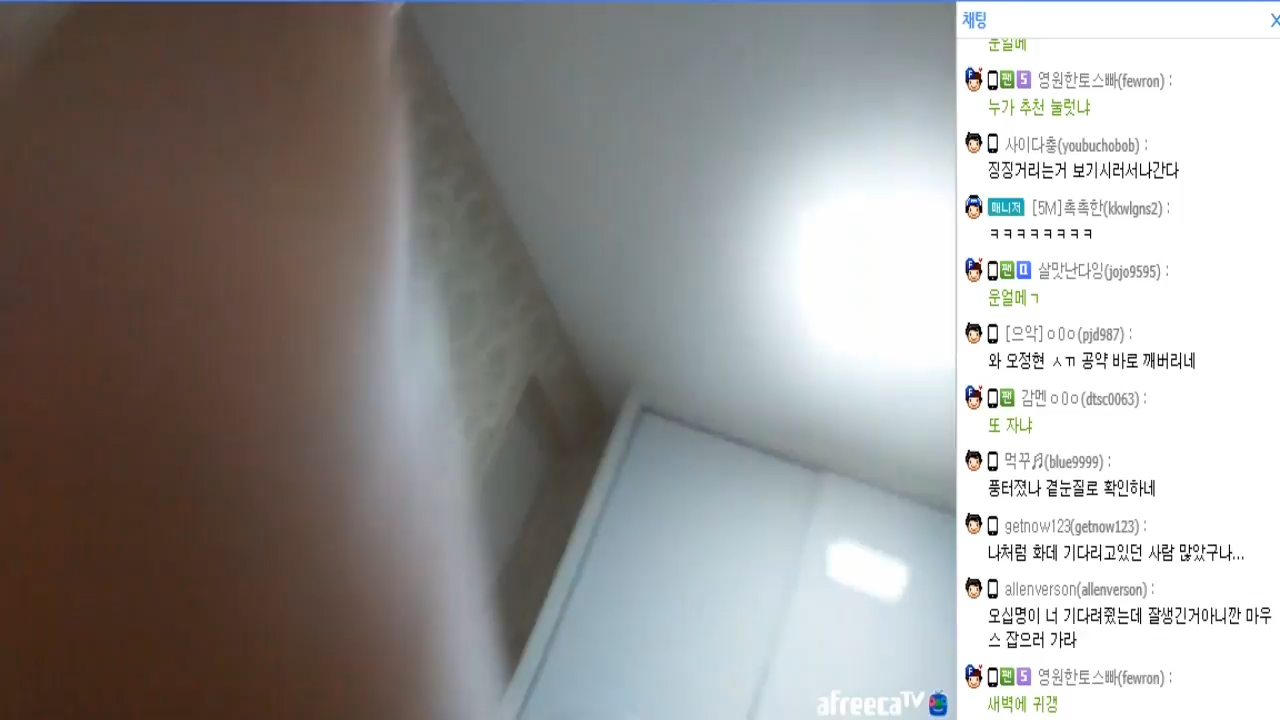 채팅
운얼메
팬 S 영원한토스빠(fewron) :
누가 추천 눌럿냐
사이다충(youbuchobob) :
징징거리는거 보기시러서나간다
매니저 [5M]촉촉한(kkwlgns2) :
ㅋㅋㅋㅋㅋㅋㅋㅋ
팬 살맛난다잉(jojo9595) :
운얼메ㄱ
[으악]ㅇ0ㅇ(pjd987) :
와 오정현 ㅅㄲ 공약 바로 깨버리네
팬 감멘ㅇ0ㅇ(dtsc0063) :
또 자냐
먹꾸♬(blue9999) :
풍터졌나 곁눈질로 확인하네
getnow123(getnow123) :
나처럼 화데 기다리고있던 사람 많았구나...
allenverson(allenverson) :
오십명이 너 기다려줬는데 잘생긴거아니깐 마우
스 잡으러 가라
팬 S 영원한토스빠(fewron) :
새벽에 귀갱
afreecaTV